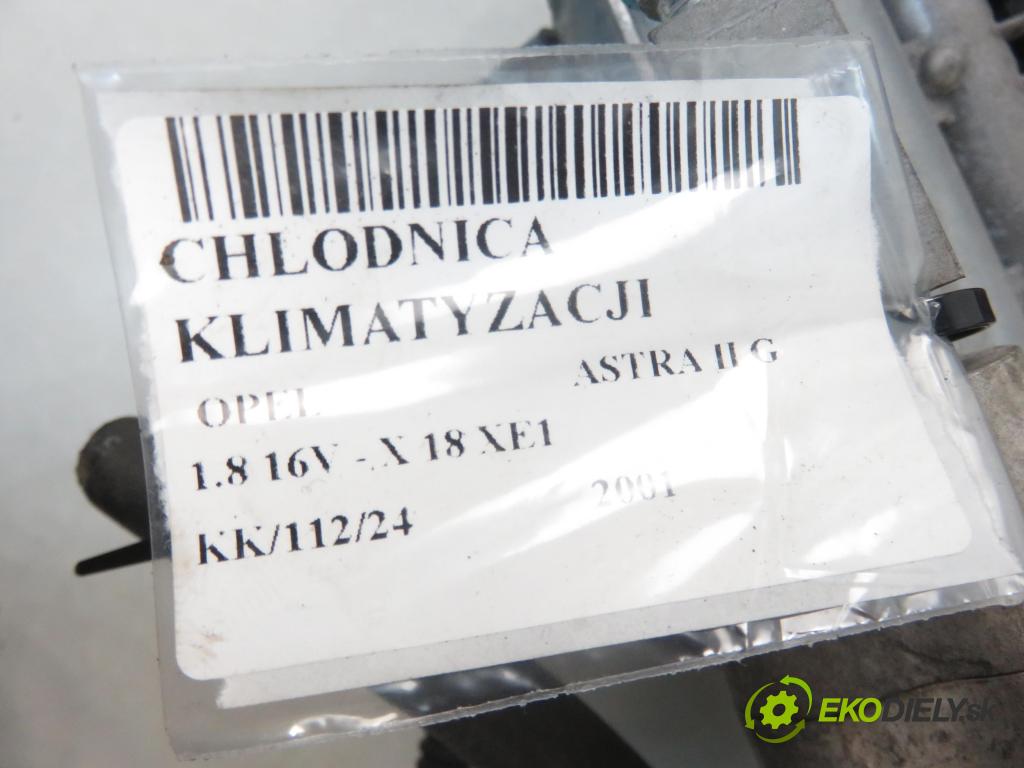 CHLODNICA
KLIMATYZACJI
OPEL ASTRA II G
1.8 16V - X 18 XE1
KK/112/24 2001
EKODIELY.sk